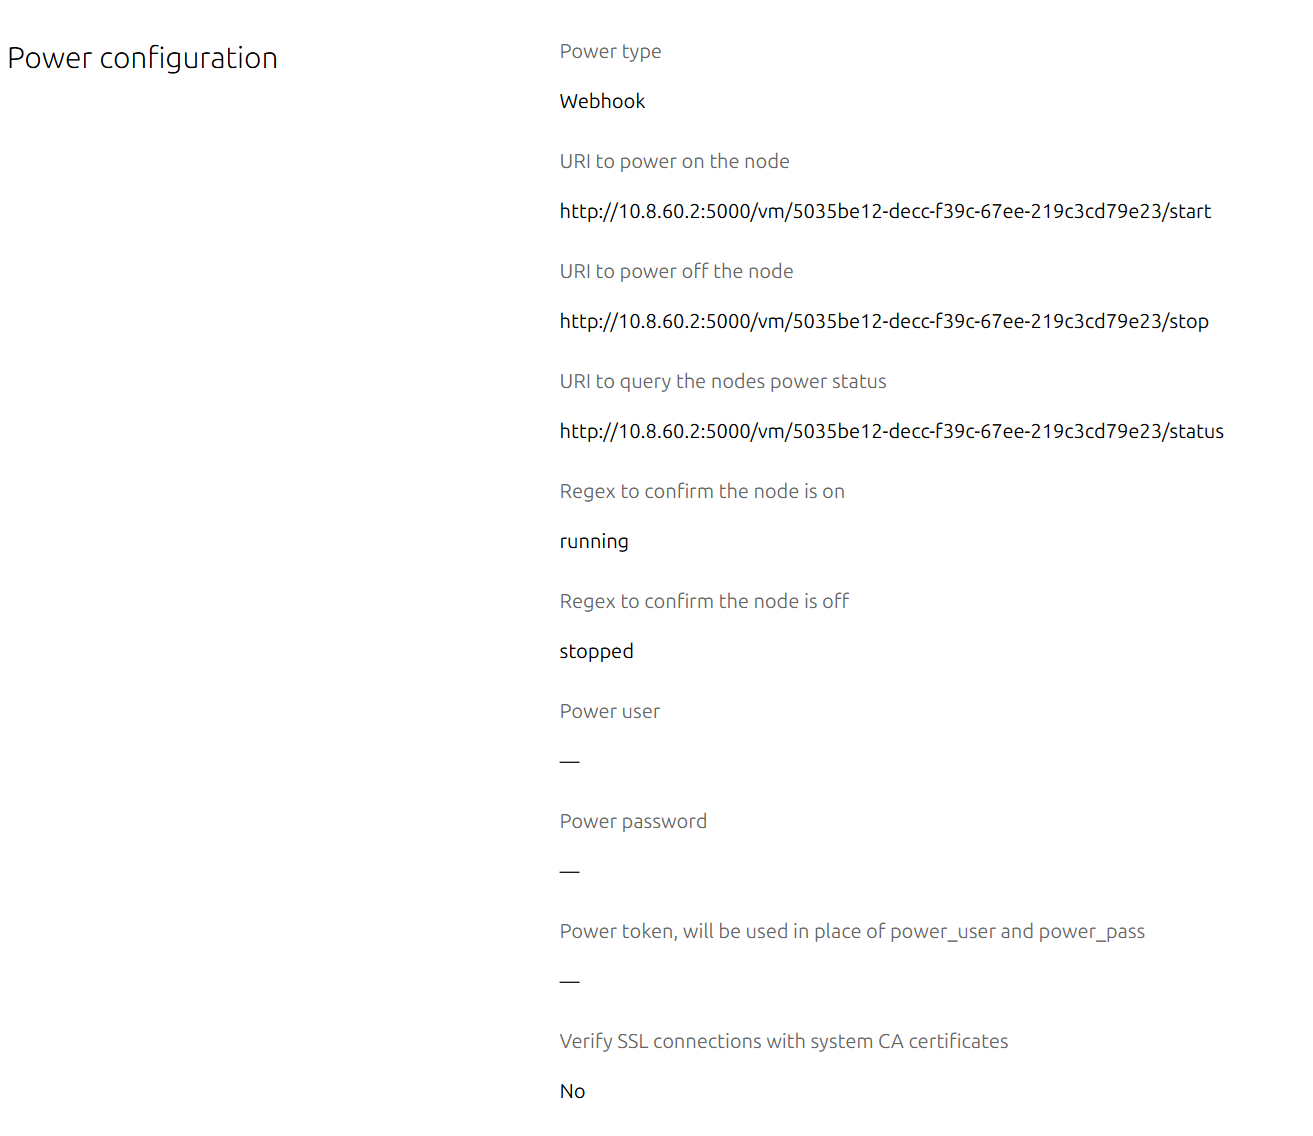 Power configuration
Power type
Webhook
URI to power on the node
http://10.8.60.2:5000/vm/5035be12-decc-f39c-67ee-219c3cd79e23/start
URI to power off the node
http://10.8.60.2:5000/vm/5035be12-decc-f39c-67ee-219c3cd79e23/stop
URI to query the nodes power status
http://10.8.60.2:5000/vm/5035be12-decc-f39c-67ee-219c3cd79e23/status
Regex to confirm the node is on
running
Regex to confirm the node is off
stopped
Power user
—
Power password
—
Power token, will be used in place of power_user and power_pass
—
Verify SSL connections with system CA certificates
No